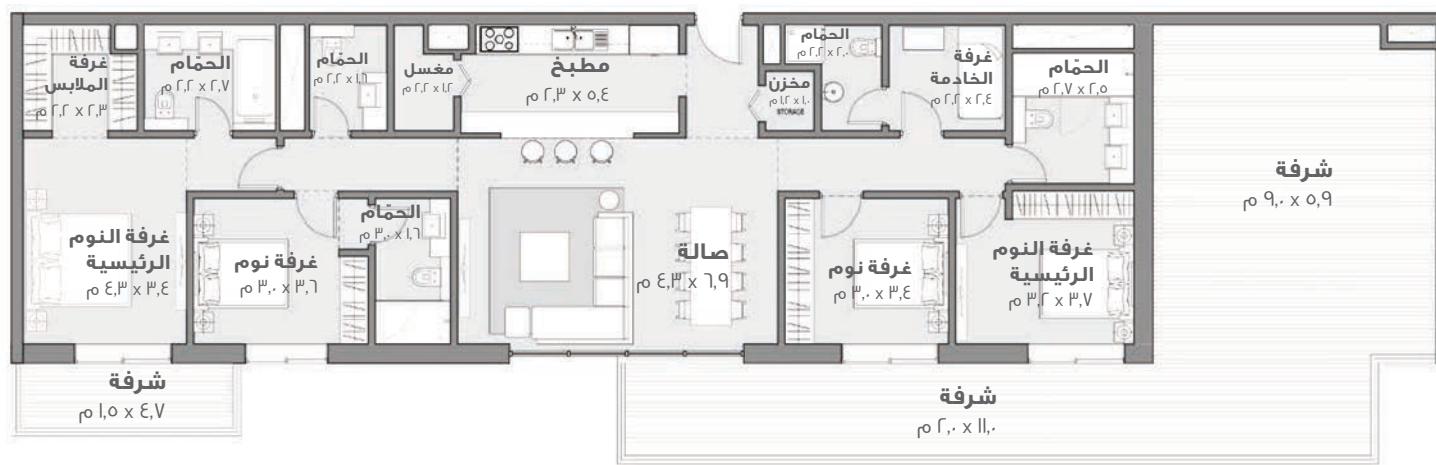 غرفة
الملابس
٢,٣ x ٢,٢ م
الحمّام
٢,٧ x ٢,٢ م
الحمّام
١,٦ x ٢,٢ م
مغسل
١,٢ x ٢,٢ م
مطبخ
٥,٤ x ٢,٣ م
مخزن
١,٠ x ١,٢ م
STORAGE
الحمّام
٢,٠ x ٢,٢ م
غرفة
الخادمة
٢,٤ x ٢,٢ م
الحمّام
٢,٥ x ٢,٧ م
شرفة
٥,٩ x ٩,٠ م
غرفة النوم
الرئيسية
٣,٤ x ٤,٣ م
غرفة نوم
٣,٦ x ٣,٠ م
الحمّام
١,٦ x ٣,٠ م
صالة
٦,٩ x ٤,٣ م
غرفة نوم
٣,٤ x ٣,٠ م
غرفة النوم
الرئيسية
٣,٧ x ٣,٢ م
شرفة
٤,٧ x ١,٥ م
شرفة
١١,٠ x ٢,٠ م